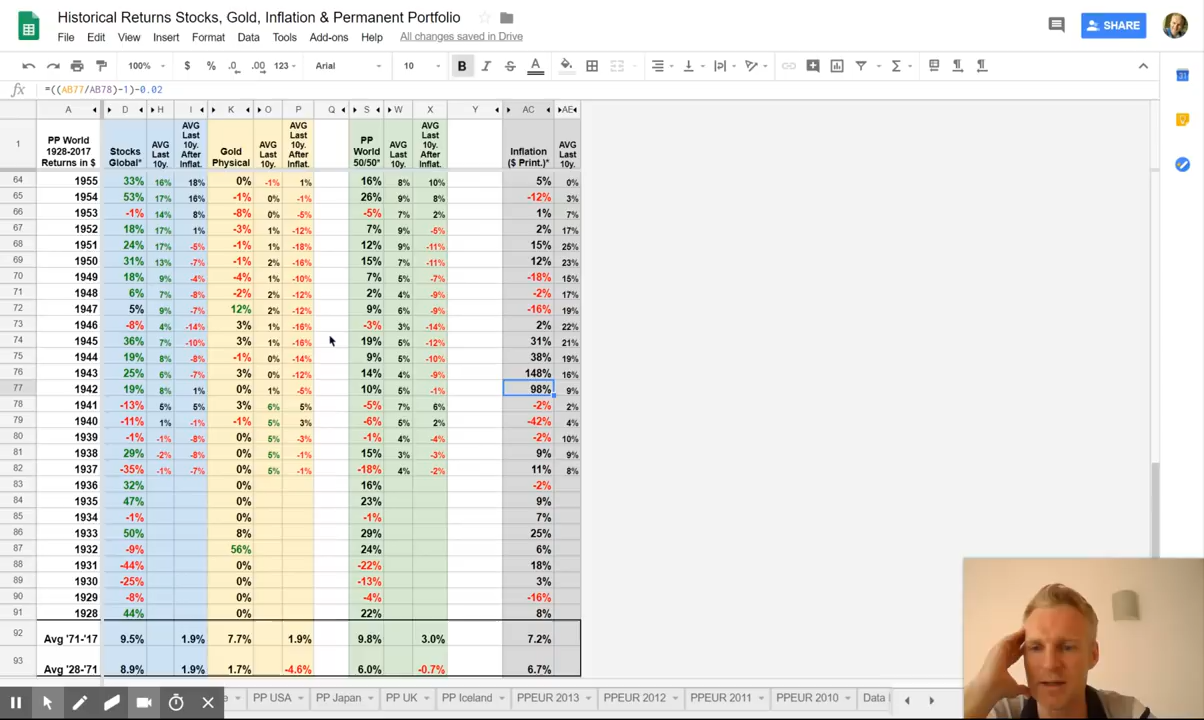 Historical Returns Stocks, Gold, Inflation & Permanent Portfolio
File Edit View Insert Format Data Tools Add-ons Help All changes saved in Drive
SHARE
100% $ % .0 .00 123 Arial 10 B I S A
fx =((AB77/AB78)-1)-0.02
A D H I K O P Q S W X Y AC AE
1 PP World 1928-2017 Returns in $ Stocks Global* AVG Last 10y. AVG Last 10y. After Inflat. Gold Physical AVG Last 10y. AVG Last 10y. After Inflat. PP World 50/50* AVG Last 10y. AVG Last 10y. After Inflat. Inflation ($ Print.)* AVG Last 10y.
64 1955 33% 16% 18% 0% -1% 1% 16% 8% 10% 5% 0%
65 1954 53% 17% 16% -1% 0% -1% 26% 9% 8% -12% 3%
66 1953 -1% 14% 8% -8% 0% -5% -5% 7% 2% 1% 7%
67 1952 18% 17% 1% -3% 1% -12% 7% 9% -5% 2% 17%
68 1951 24% 17% -5% -1% 1% -18% 12% 9% -11% 15% 25%
69 1950 31% 13% -7% -1% 2% -16% 15% 7% -11% 12% 23%
70 1949 18% 9% -4% -4% 1% -10% 7% 5% -7% -18% 15%
71 1948 6% 7% -8% -2% 2% -12% 2% 4% -9% -2% 17%
72 1947 5% 9% -7% 12% 2% -12% 9% 6% -9% -16% 19%
73 1946 -8% 4% -14% 3% 1% -16% -3% 3% -14% 2% 22%
74 1945 36% 7% -10% 3% 1% -16% 19% 5% -12% 31% 21%
75 1944 19% 8% -8% -1% 0% -14% 9% 5% -10% 38% 19%
76 1943 25% 6% -7% 3% 0% -12% 14% 4% -9% 148% 16%
77 1942 19% 8% 1% 0% 1% -5% 10% 5% -1% 98% 9%
78 1941 -13% 5% 5% 3% 6% 5% -5% 7% 6% -2% 2%
79 1940 -11% 1% -1% -1% 5% 3% -6% 5% 2% -42% 4%
80 1939 -1% -1% -8% 0% 5% -3% -1% 4% -4% -2% 10%
81 1938 29% -2% -8% 0% 5% -1% 15% 3% -3% 9% 9%
82 1937 -35% -1% -7% 0% 5% -1% -18% 4% -2% 11% 8%
83 1936 32% 0% 16% -2%
84 1935 47% 0% 23% 9%
85 1934 -1% 0% -1% 7%
86 1933 50% 8% 29% 25%
87 1932 -9% 56% 24% 6%
88 1931 -44% 0% -22% 18%
89 1930 -25% 0% -13% 3%
90 1929 -8% 0% -4% -16%
91 1928 44% 0% 22% 8%
92 Avg '71-'17 9.5% 1.9% 7.7% 1.9% 9.8% 3.0% 7.2%
93 Avg '28-'71 8.9% 1.9% 1.7% -4.6% 6.0% -0.7% 6.7%
PP USA PP Japan PP UK PP Iceland PPEUR 2013 PPEUR 2012 PPEUR 2011 PPEUR 2010 Data